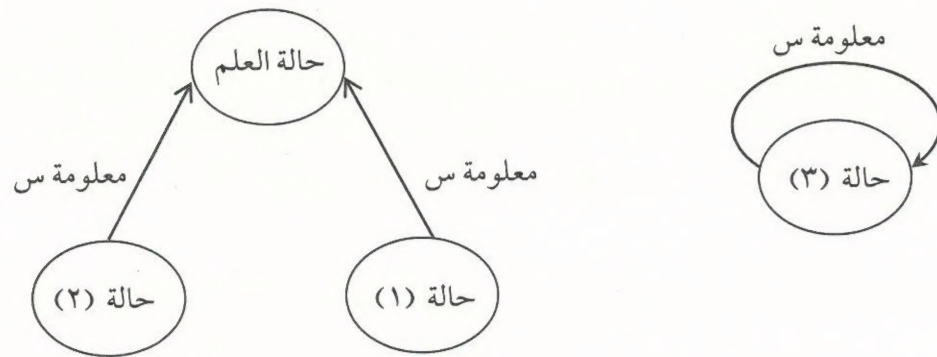 معلومة س
حالة العلم
معلومة س
معلومة س
حالة (٣)
حالة (١)
حالة (٢)